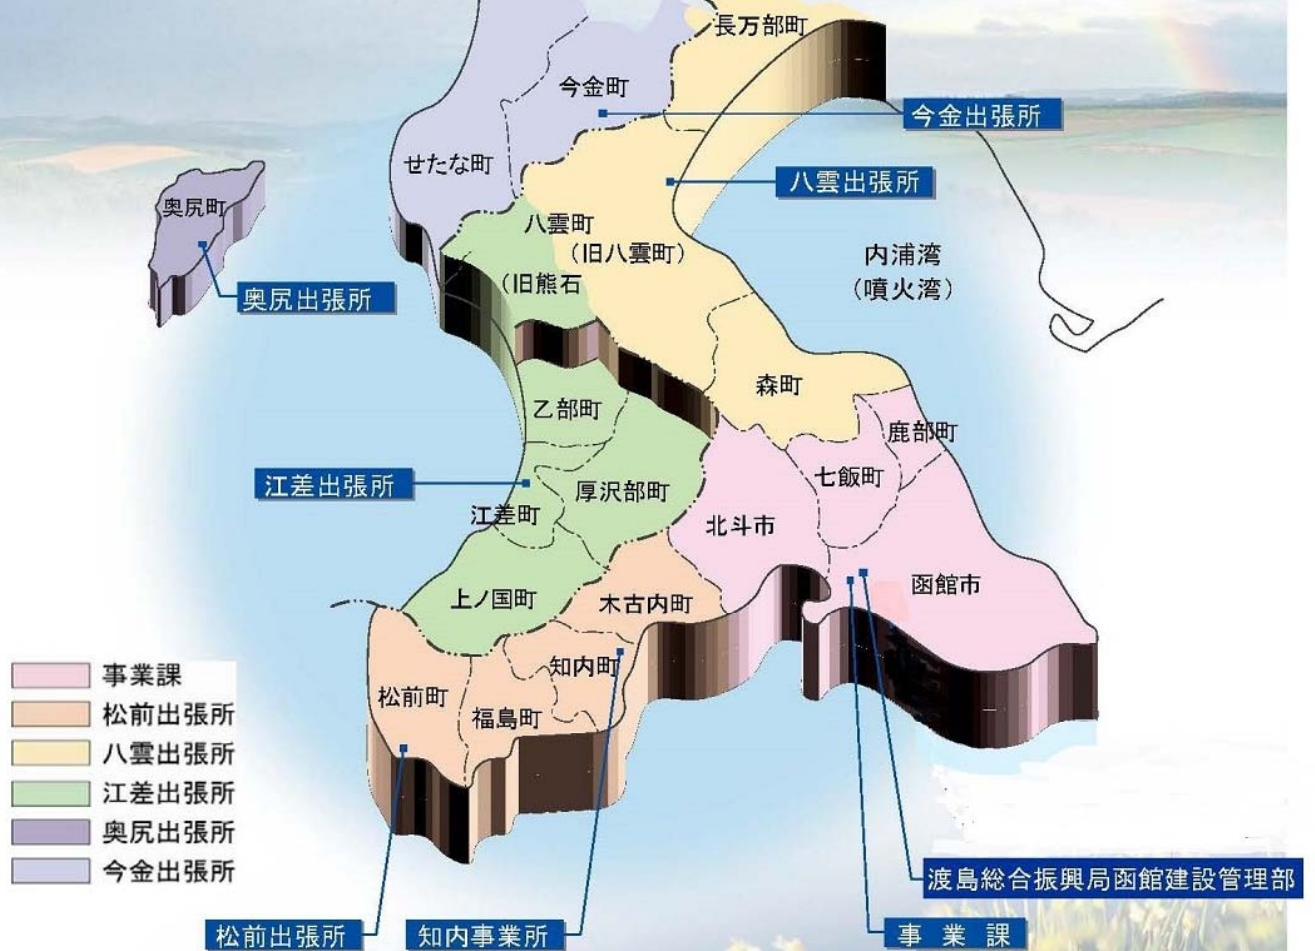 長万部町
今金町
今金出張所
せたな町
八雲出張所
奥尻町
八雲町
(旧八雲町)
内浦湾
(噴火湾)
(旧熊石
奥尻出張所
森町
乙部町
鹿部町
江差出張所
七飯町
厚沢部町
江差町
北斗市
函館市
上ノ国町
木古内町
知内町
松前町
福島町
事業課
松前出張所
八雲出張所
江差出張所
奥尻出張所
今金出張所
渡島総合振興局函館建設管理部
松前出張所
知内事業所
事業課